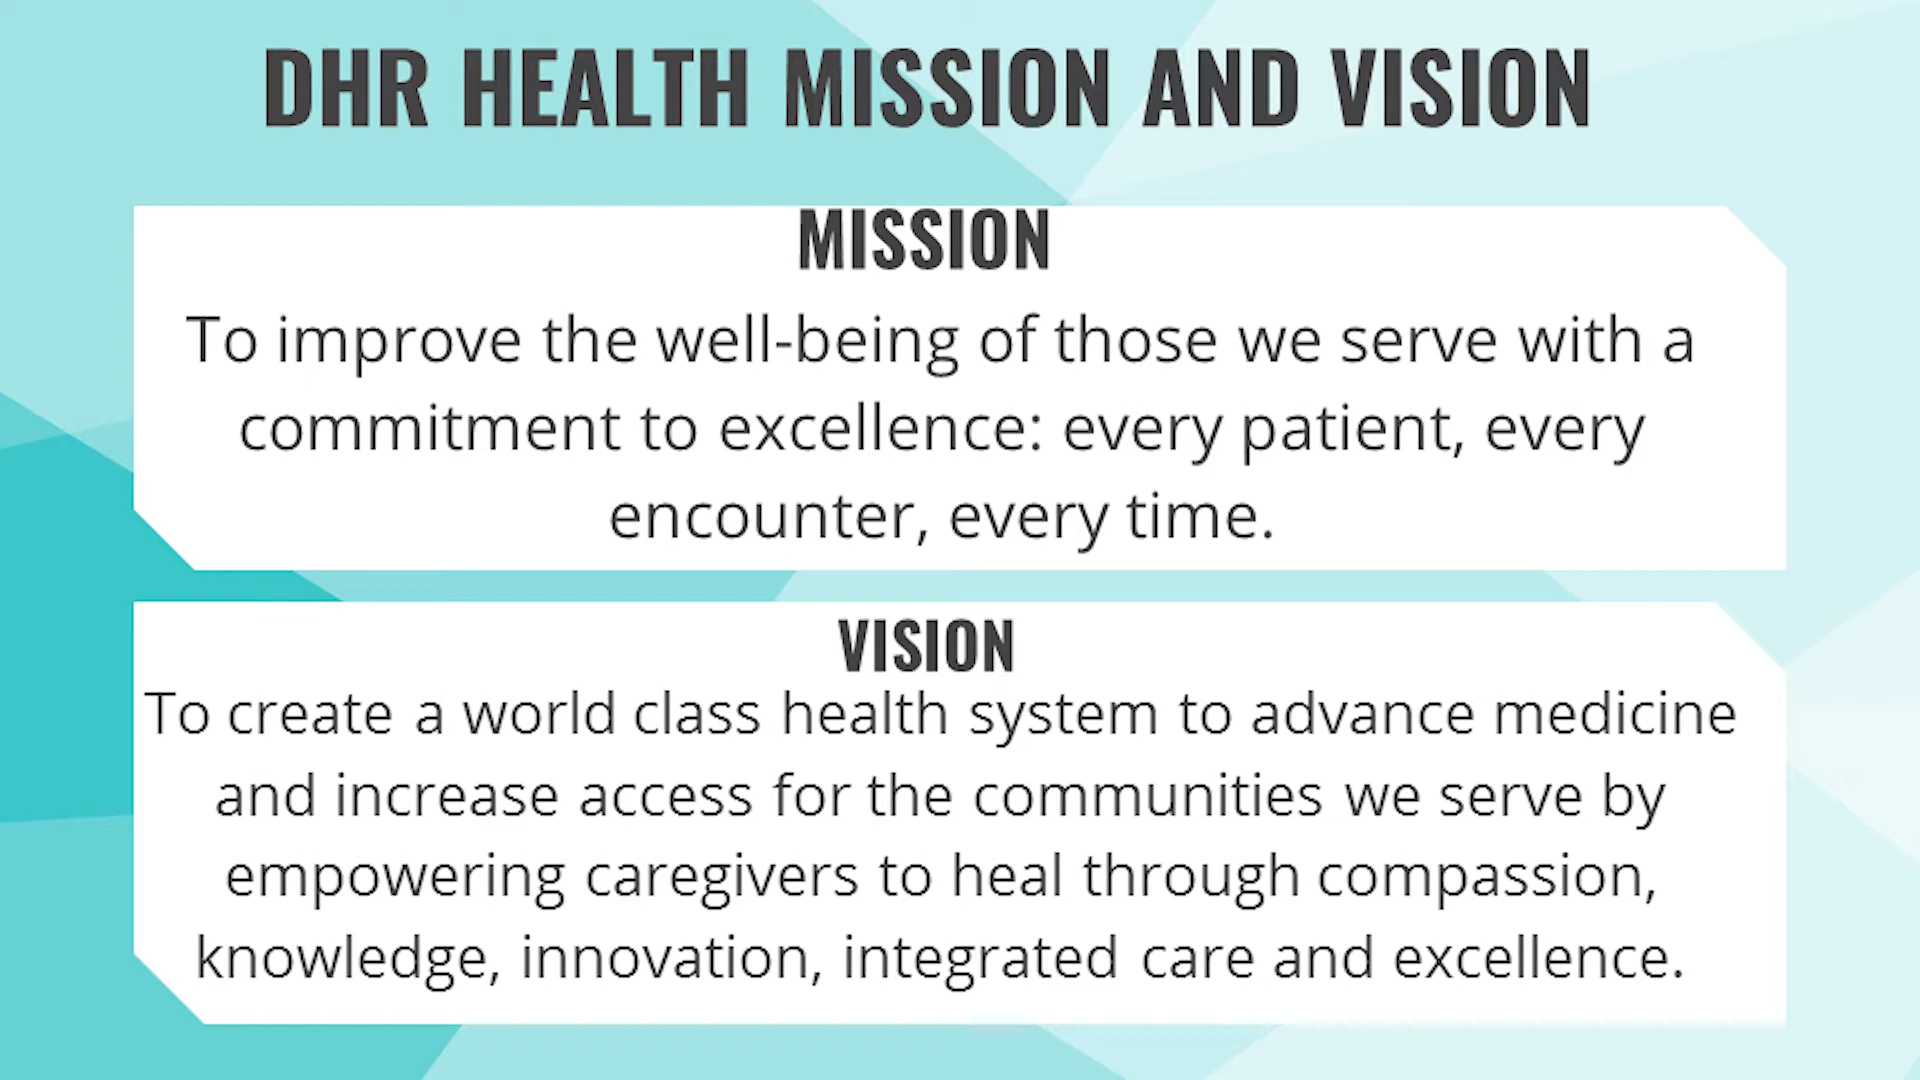 DHR HEALTH MISSION AND VISION
MISSION
To improve the well-being of those we serve with a
commitment to excellence: every patient, every
encounter, every time.
VISION
To create a world class health system to advance medicine
and increase access for the communities we serve by
empowering caregivers to heal through compassion,
knowledge, innovation, integrated care and excellence.